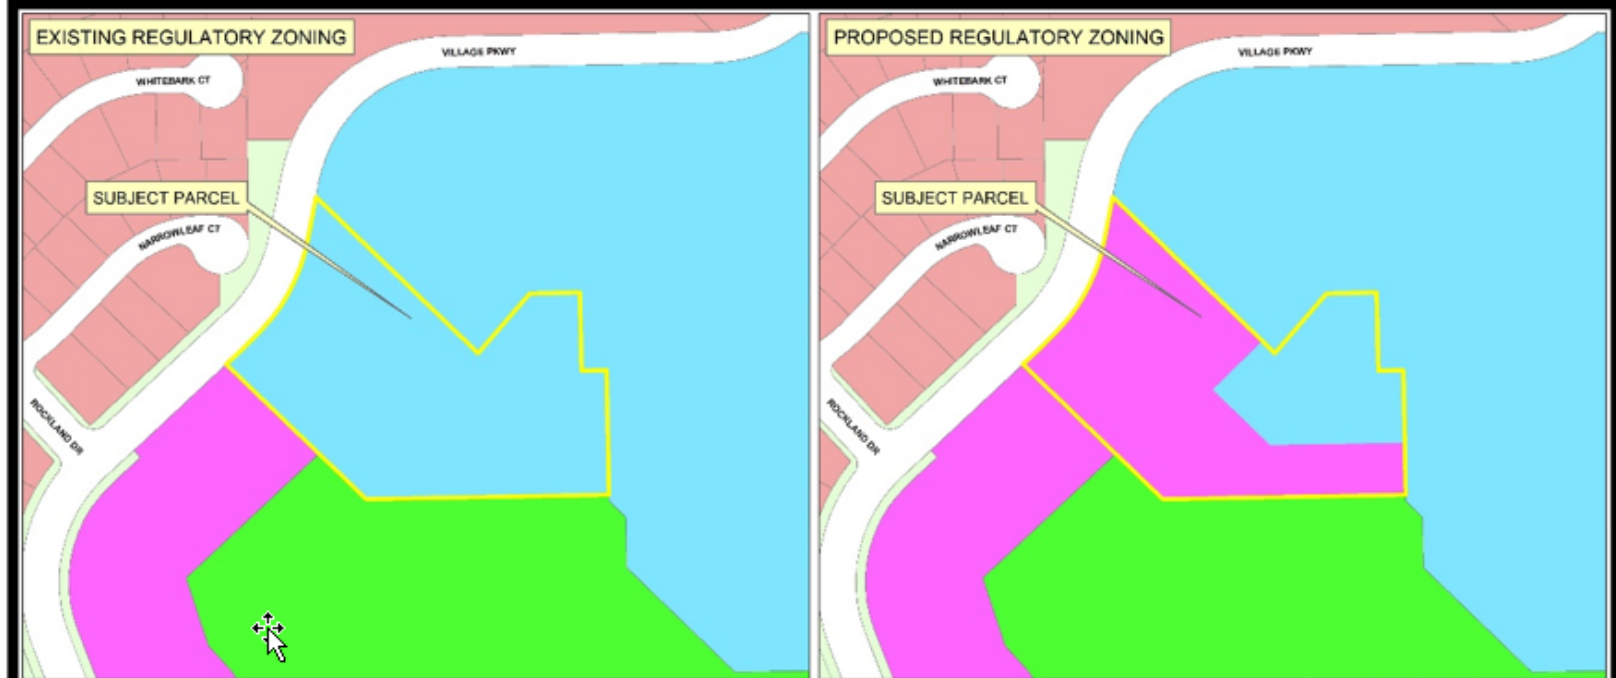 EXISTING REGULATORY ZONING
VILLAGE PKWY
WHITEBARK CT
SUBJECT PARCEL
NARROWLEAF CT
ROCKLAND DR
PROPOSED REGULATORY ZONING
VILLAGE PKWY
WHITEBARK CT
SUBJECT PARCEL
NARROWLEAF CT
ROCKLAND DR